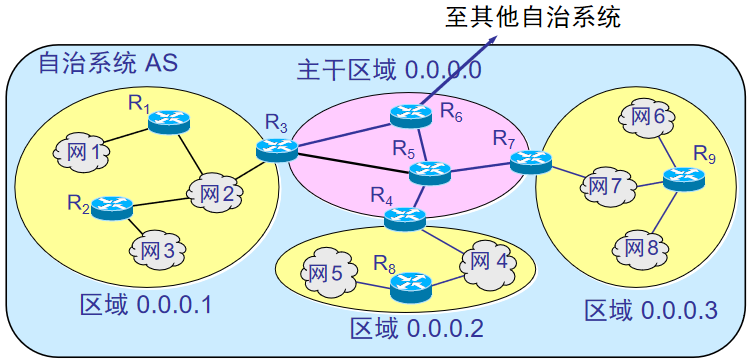 至其他自治系统
自治系统 AS
主干区域 0.0.0.0
R1
R3
R6
网6
网1
R5
R7
R9
网2
网7
R2
R4
网3
网5
R8
网4
网8
区域 0.0.0.1
区域 0.0.0.2
区域 0.0.0.3